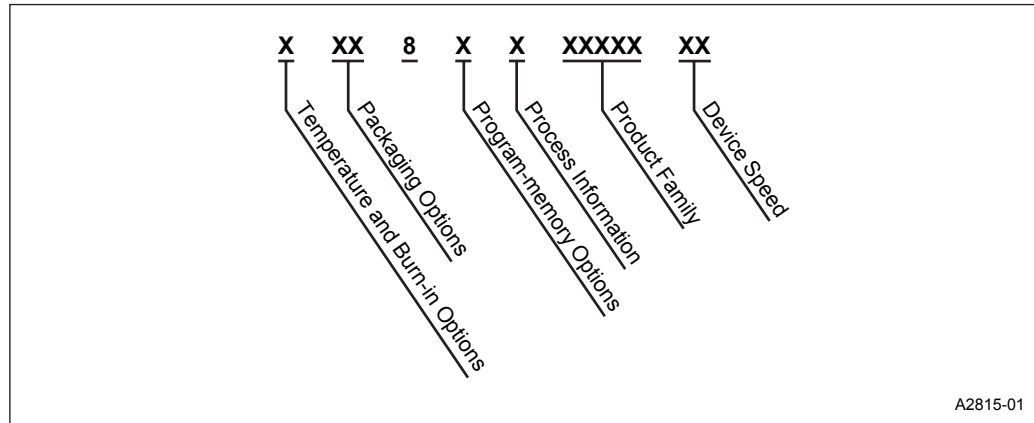 X XX 8 X X XXXXX XX
Temperature and Burn-in Options
Packaging Options
Program-memory Options
Process Information
Product Family
Device Speed
A2815-01